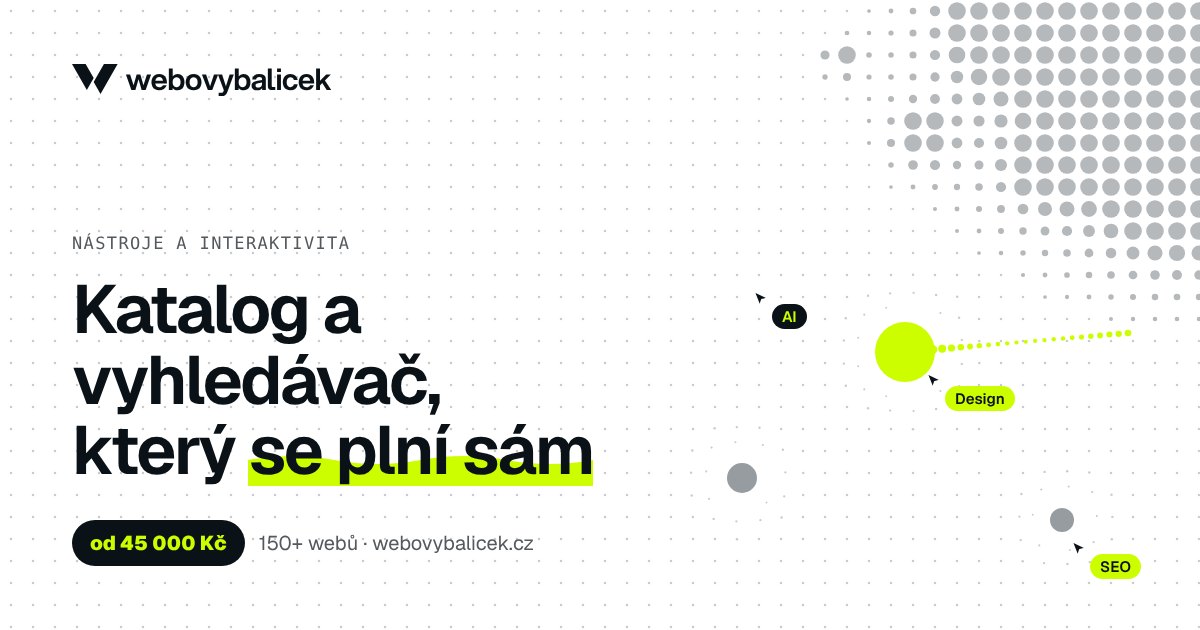 webovybalicek
NÁSTROJE A INTERAKTIVITA
Katalog a
vyhledávač,
který se plní sám
od 45 000 Kč
150+ webů · webovybalicek.cz
AI
Design
SEO